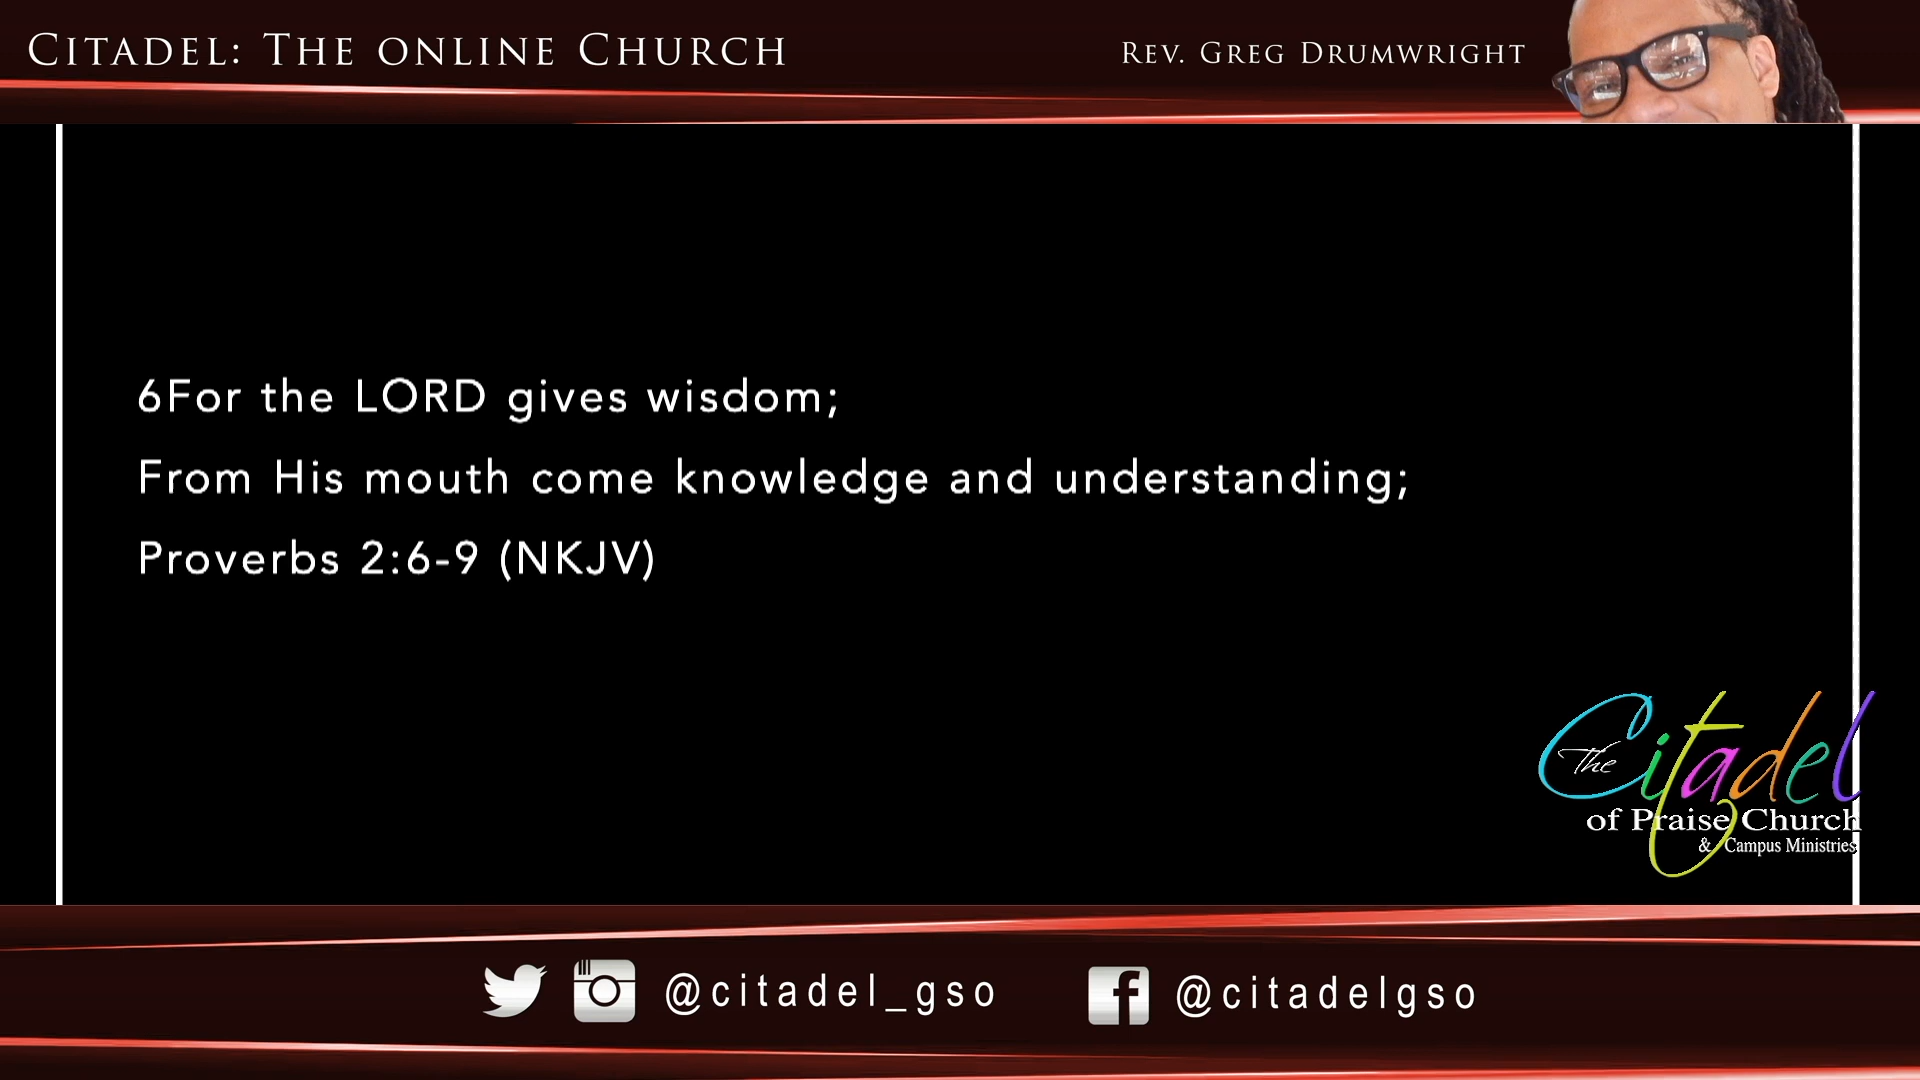 CITADEL: THE ONLINE CHURCH
REV. GREG DRUMWRIGHT
6For the LORD gives wisdom;
From His mouth come knowledge and understanding;
Proverbs 2:6-9 (NKJV)
The Citadel
of Praise Church
& Campus Ministries
@citadel_gso
@citadelgso